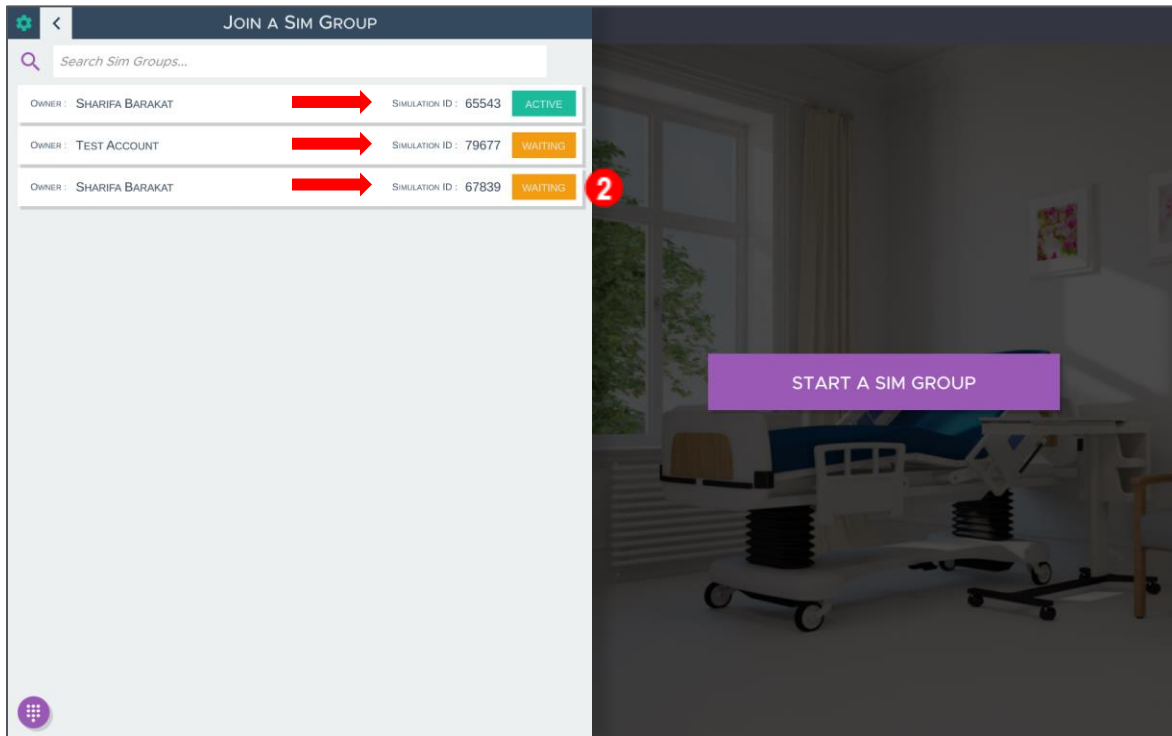 JOIN A SIM GROUP
Search Sim Groups...
OWNER : SHARIFA BARAKAT SIMULATION ID : 65543 ACTIVE
OWNER : TEST ACCOUNT SIMULATION ID : 79677 WAITING
OWNER : SHARIFA BARAKAT SIMULATION ID : 67839 WAITING
2
START A SIM GROUP